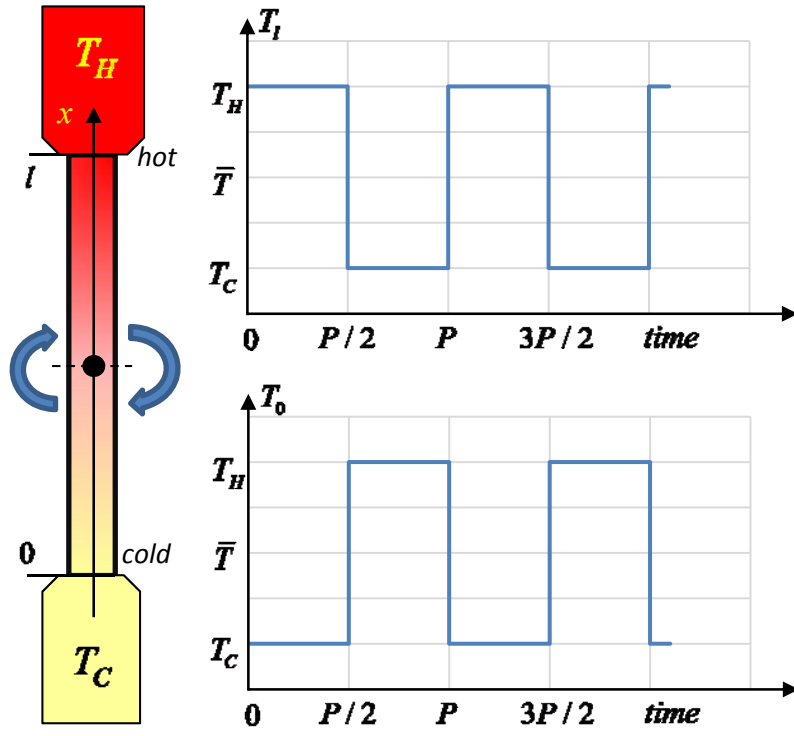 T_H
x
hot
l
0
cold
T_C
T_l
T_H
T̅
T_C
0 P / 2 P 3P / 2 time
T_0
T_H
T̅
T_C
0 P / 2 P 3P / 2 time